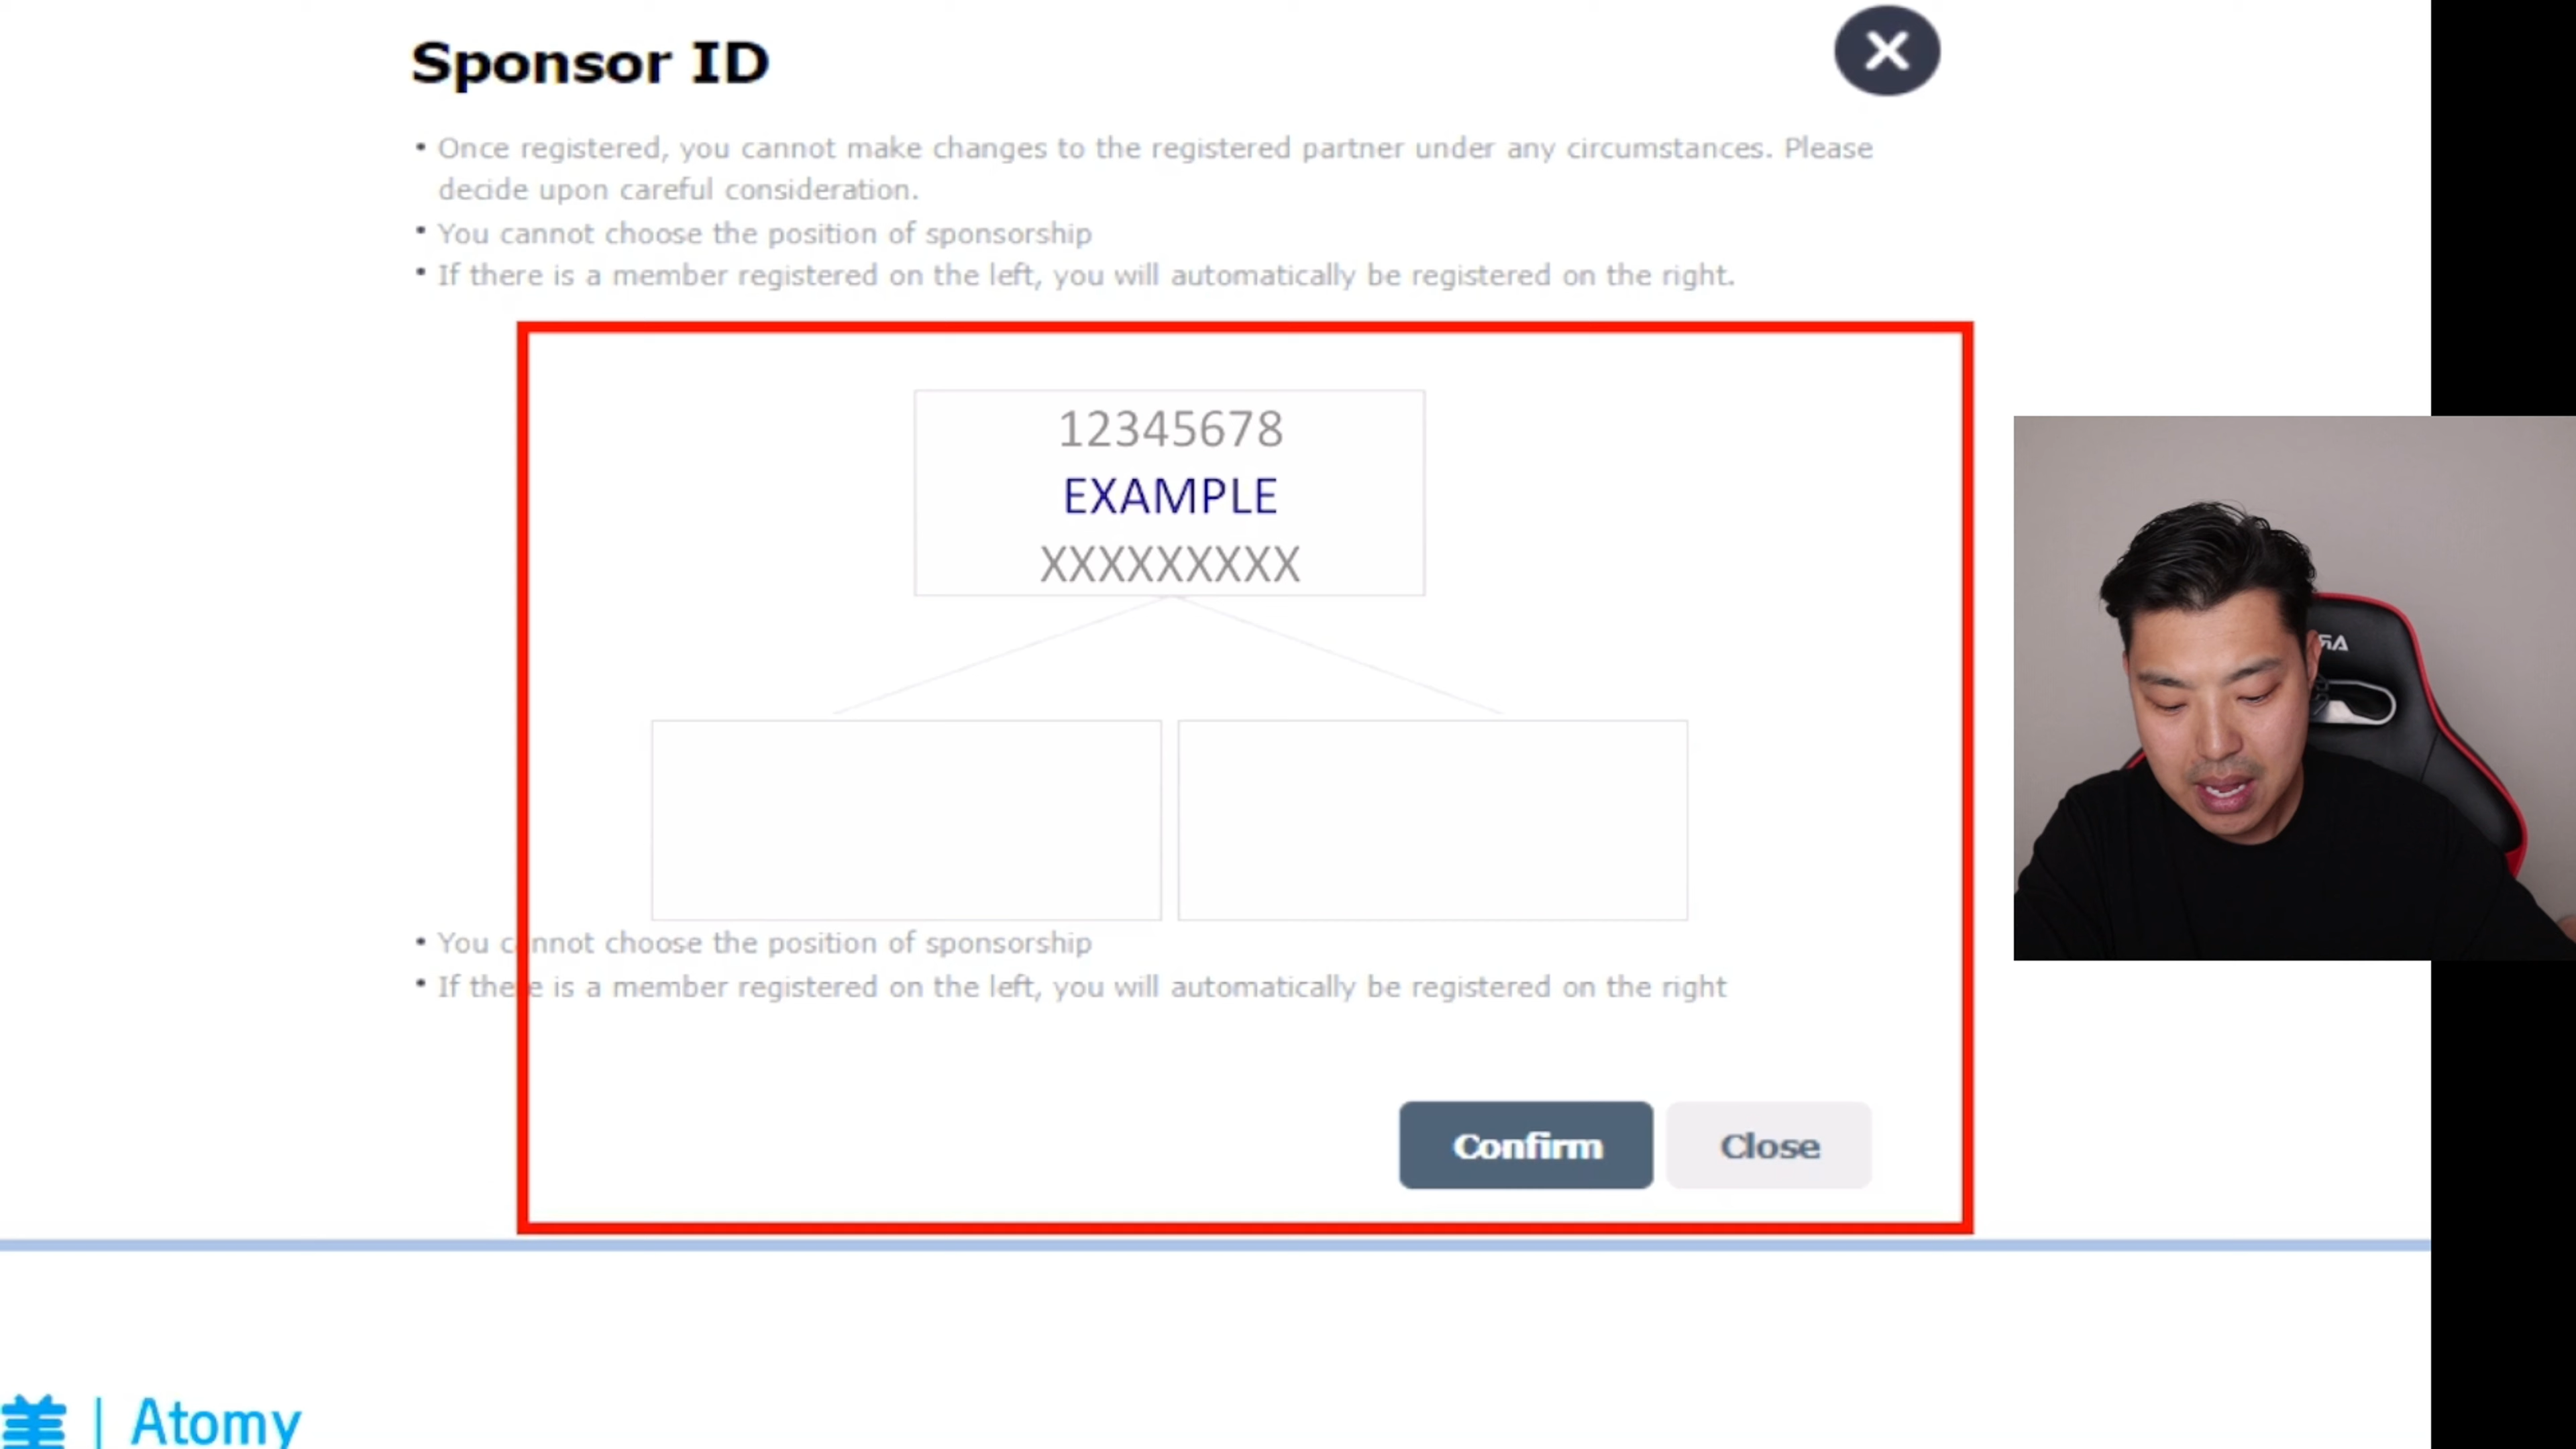 Sponsor ID
• Once registered, you cannot make changes to the registered partner under any circumstances. Please
decide upon careful consideration.
• You cannot choose the position of sponsorship
• If there is a member registered on the left, you will automatically be registered on the right.
12345678
EXAMPLE
XXXXXXXXX
• You cannot choose the position of sponsorship
• If there is a member registered on the left, you will automatically be registered on the right
Confirm
Close
Atomy